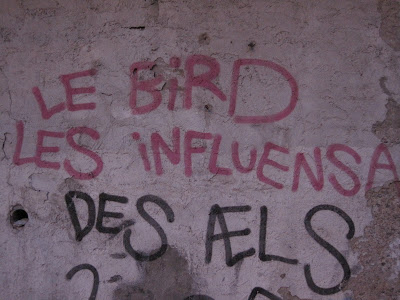 LE BiRD
LES iNFLUENSA
DES ÆLS